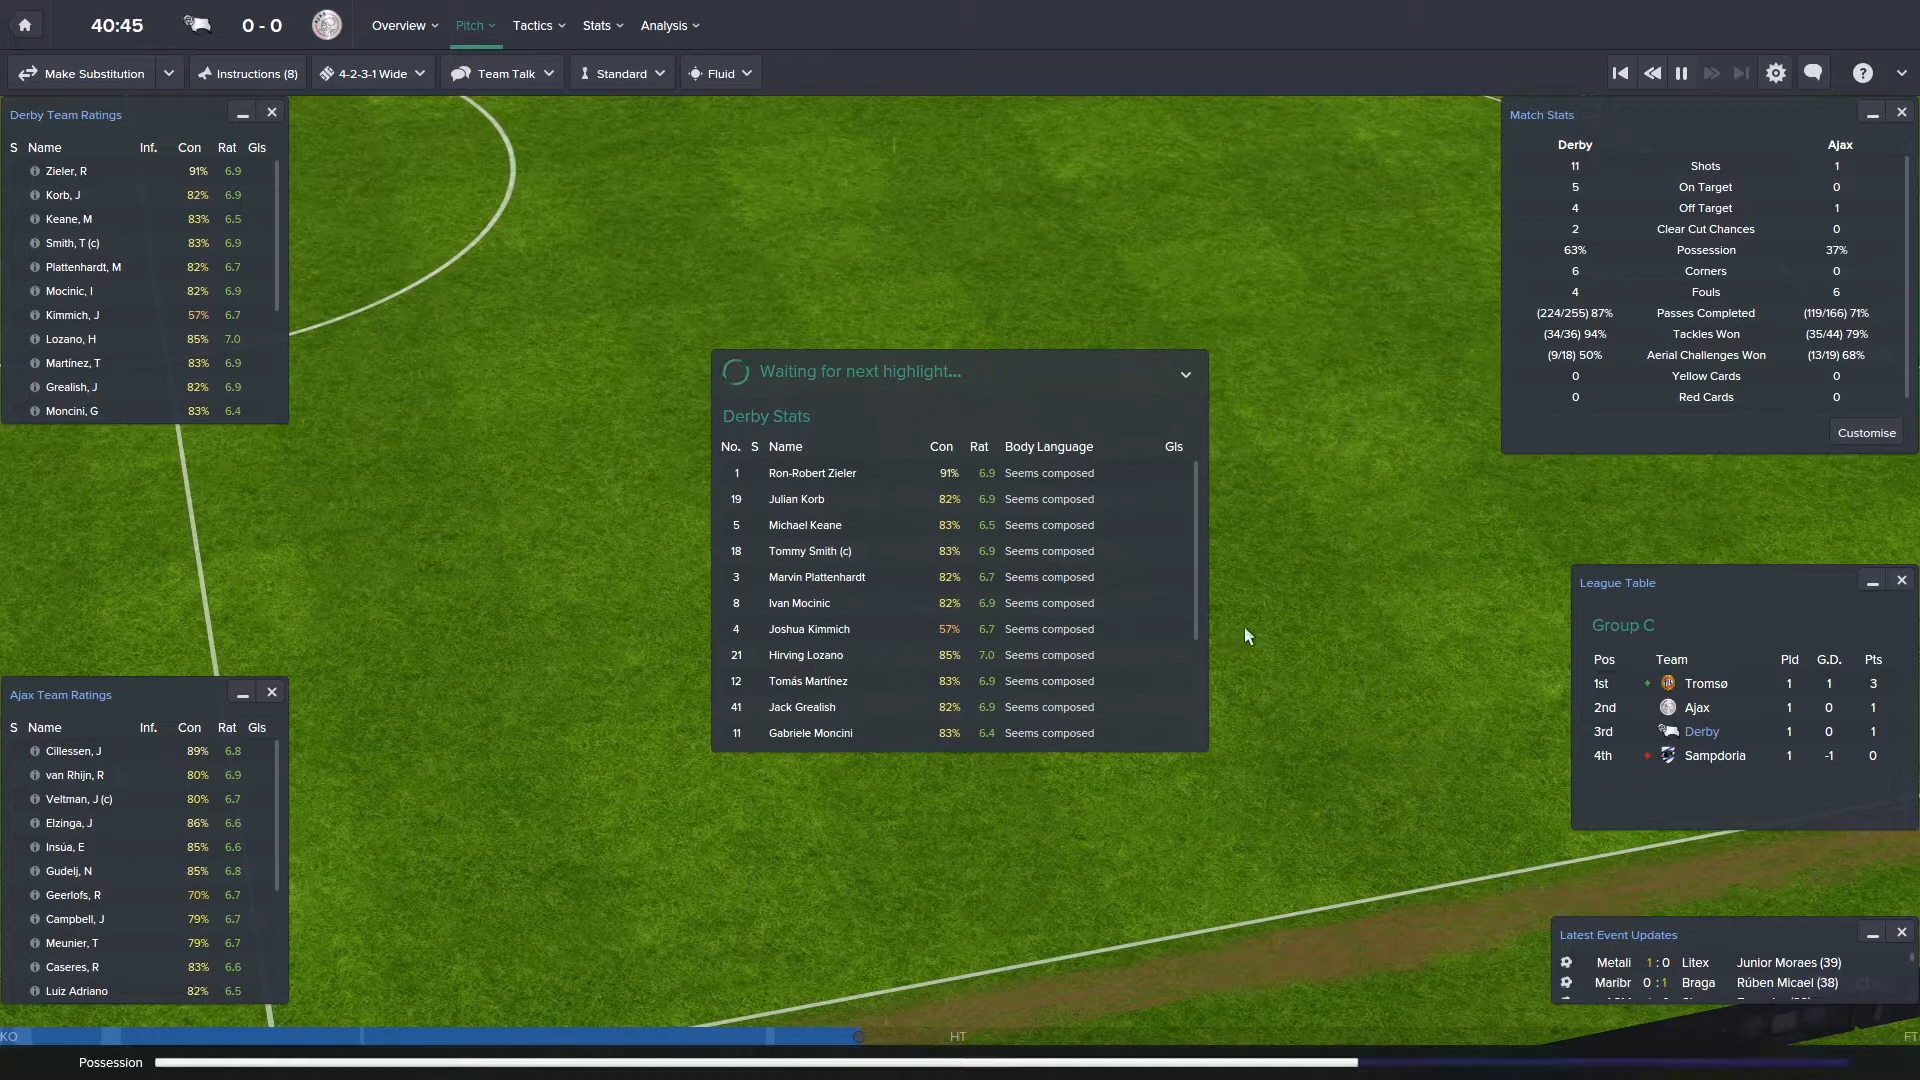 40:45 0 - 0 Overview Pitch Tactics Stats Analysis
Make Substitution Instructions (8) 4-2-3-1 Wide Team Talk Standard Fluid ?
Derby Team Ratings
S Name Inf. Con Rat Gls
Zieler, R 91% 6.9
Korb, J 82% 6.9
Keane, M 83% 6.5
Smith, T (c) 83% 6.9
Plattenhardt, M 82% 6.7
Mocinic, I 82% 6.9
Kimmich, J 57% 6.7
Lozano, H 85% 7.0
Martínez, T 83% 6.9
Grealish, J 82% 6.9
Moncini, G 83% 6.4
Match Stats
Derby Ajax
11 Shots 1
5 On Target 0
4 Off Target 1
2 Clear Cut Chances 0
63% Possession 37%
6 Corners 0
4 Fouls 6
(224/255) 87% Passes Completed (119/166) 71%
(34/36) 94% Tackles Won (35/44) 79%
(9/18) 50% Aerial Challenges Won (13/19) 68%
0 Yellow Cards 0
0 Red Cards 0
Customise
Waiting for next highlight...
Derby Stats
No. S Name Con Rat Body Language Gls
1 Ron-Robert Zieler 91% 6.9 Seems composed
19 Julian Korb 82% 6.9 Seems composed
5 Michael Keane 83% 6.5 Seems composed
18 Tommy Smith (c) 83% 6.9 Seems composed
3 Marvin Plattenhardt 82% 6.7 Seems composed
8 Ivan Mocinic 82% 6.9 Seems composed
4 Joshua Kimmich 57% 6.7 Seems composed
21 Hirving Lozano 85% 7.0 Seems composed
12 Tomás Martínez 83% 6.9 Seems composed
41 Jack Grealish 82% 6.9 Seems composed
11 Gabriele Moncini 83% 6.4 Seems composed
League Table
Group C
Pos Team Pld G.D. Pts
1st Tromsø 1 1 3
2nd Ajax 1 0 1
3rd Derby 1 0 1
4th Sampdoria 1 -1 0
Ajax Team Ratings
S Name Inf. Con Rat Gls
Cillessen, J 89% 6.8
van Rhijn, R 80% 6.9
Veltman, J (c) 80% 6.7
Elzinga, J 86% 6.6
Insúa, E 85% 6.6
Gudelj, N 85% 6.8
Geerlofs, R 70% 6.7
Campbell, J 79% 6.7
Meunier, T 79% 6.7
Caseres, R 83% 6.6
Luiz Adriano 82% 6.5
Latest Event Updates
Metali 1 : 0 Litex Junior Moraes (39)
Maribr 0 : 1 Braga Rúben Micael (38)
KO HT FT
Possession